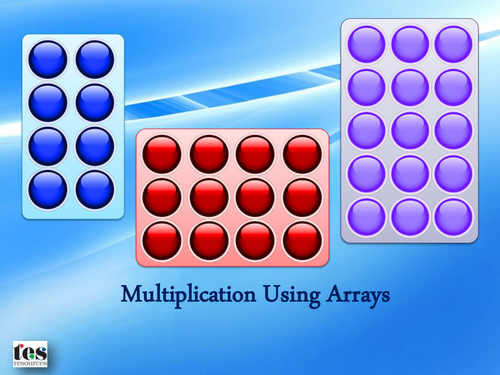 Multiplication Using Arrays
tes
resources